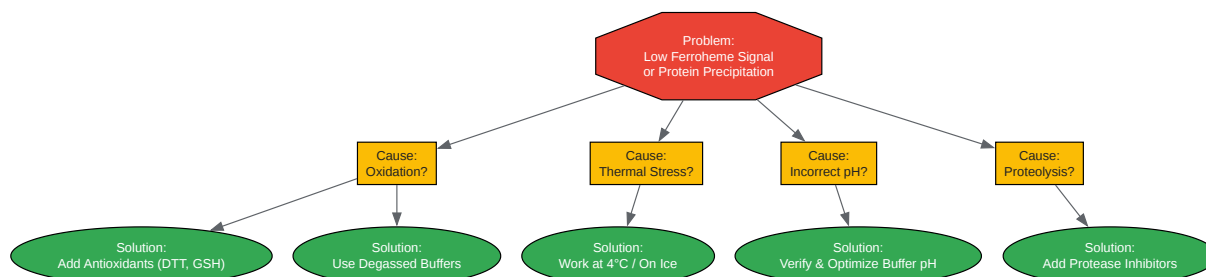 Problem:
Low Ferroheme Signal
or Protein Precipitation
Cause:
Oxidation?
Cause:
Thermal Stress?
Cause:
Incorrect pH?
Cause:
Proteolysis?
Solution:
Add Antioxidants (DTT, GSH)
Solution:
Use Degassed Buffers
Solution:
Work at 4°C / On Ice
Solution:
Verify & Optimize Buffer pH
Solution:
Add Protease Inhibitors